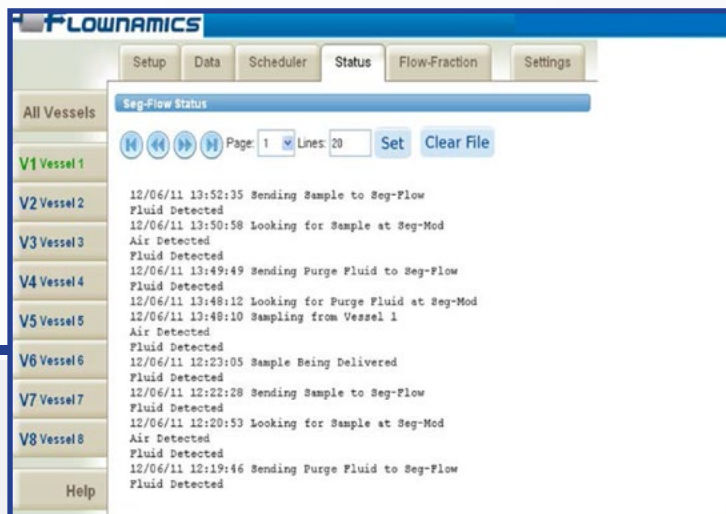 FLOWNAMICS
Setup Data Scheduler Status Flow-Fraction Settings
All Vessels
V1 Vessel 1
V2 Vessel 2
V3 Vessel 3
V4 Vessel 4
V5 Vessel 5
V6 Vessel 6
V7 Vessel 7
V8 Vessel 8
Help
Seg-Flow Status
Page: 1 Lines: 20 Set Clear File
12/06/11 13:52:35 Sending Sample to Seg-Flow
Fluid Detected
12/06/11 13:50:58 Looking for Sample at Seg-Mod
Air Detected
Fluid Detected
12/06/11 13:49:49 Sending Purge Fluid to Seg-Flow
Fluid Detected
12/06/11 13:48:12 Looking for Purge Fluid at Seg-Mod
12/06/11 13:48:10 Sampling from Vessel 1
Air Detected
Fluid Detected
12/06/11 12:23:05 Sample Being Delivered
Fluid Detected
12/06/11 12:22:28 Sending Sample to Seg-Flow
Fluid Detected
12/06/11 12:20:53 Looking for Sample at Seg-Mod
Air Detected
Fluid Detected
12/06/11 12:19:46 Sending Purge Fluid to Seg-Flow
Fluid Detected